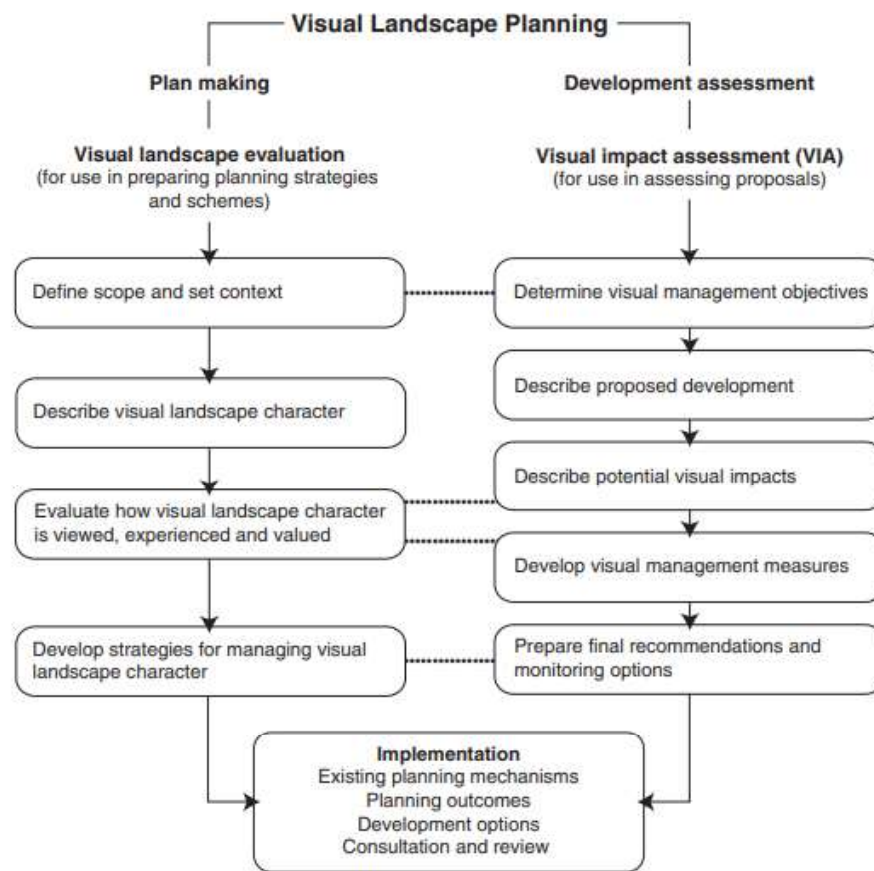 Visual Landscape Planning
Plan making
Development assessment
Visual landscape evaluation
(for use in preparing planning strategies
and schemes)
Visual impact assessment (VIA)
(for use in assessing proposals)
Define scope and set context
Determine visual management objectives
Describe proposed development
Describe visual landscape character
Describe potential visual impacts
Evaluate how visual landscape character
is viewed, experienced and valued
Develop visual management measures
Develop strategies for managing visual
landscape character
Prepare final recommendations and
monitoring options
Implementation
Existing planning mechanisms
Planning outcomes
Development options
Consultation and review